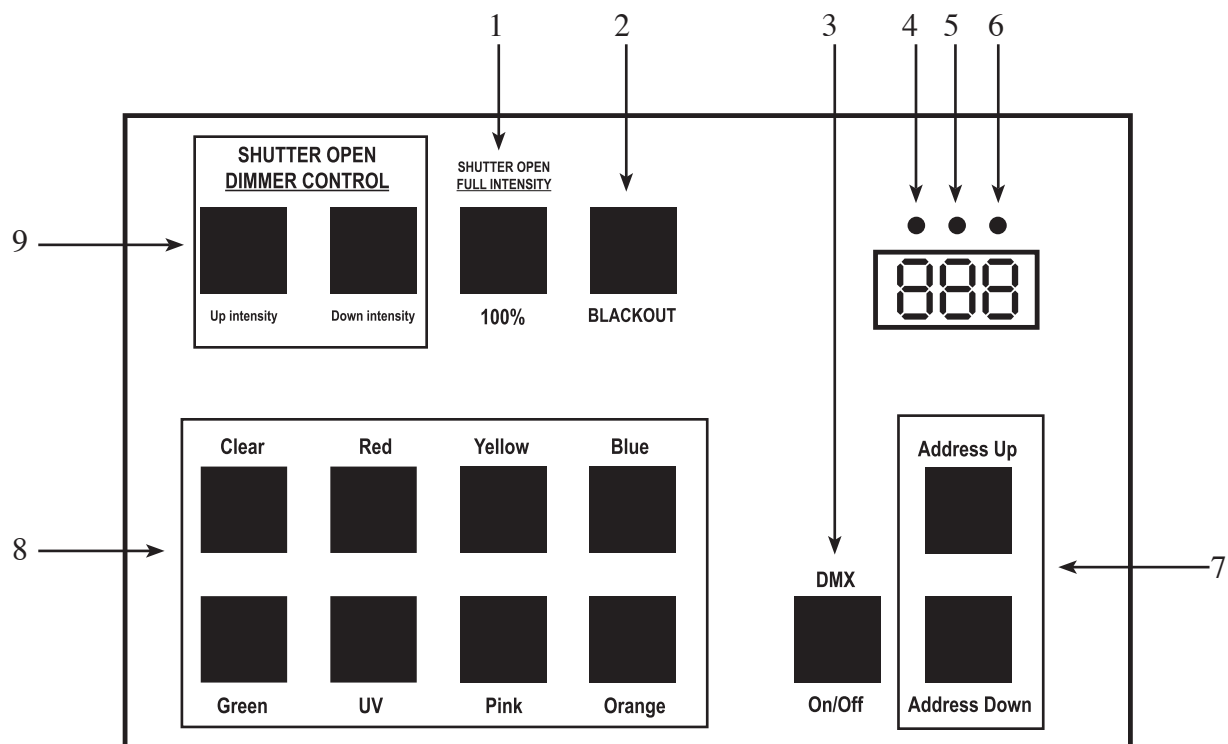 1
2
3
4
5
6
SHUTTER OPEN
DIMMER CONTROL
SHUTTER OPEN
FULL INTENSITY
9
888
Up intensity
Down intensity
100%
BLACKOUT
Clear
Red
Yellow
Blue
Address Up
8
7
DMX
Green
UV
Pink
Orange
On/Off
Address Down